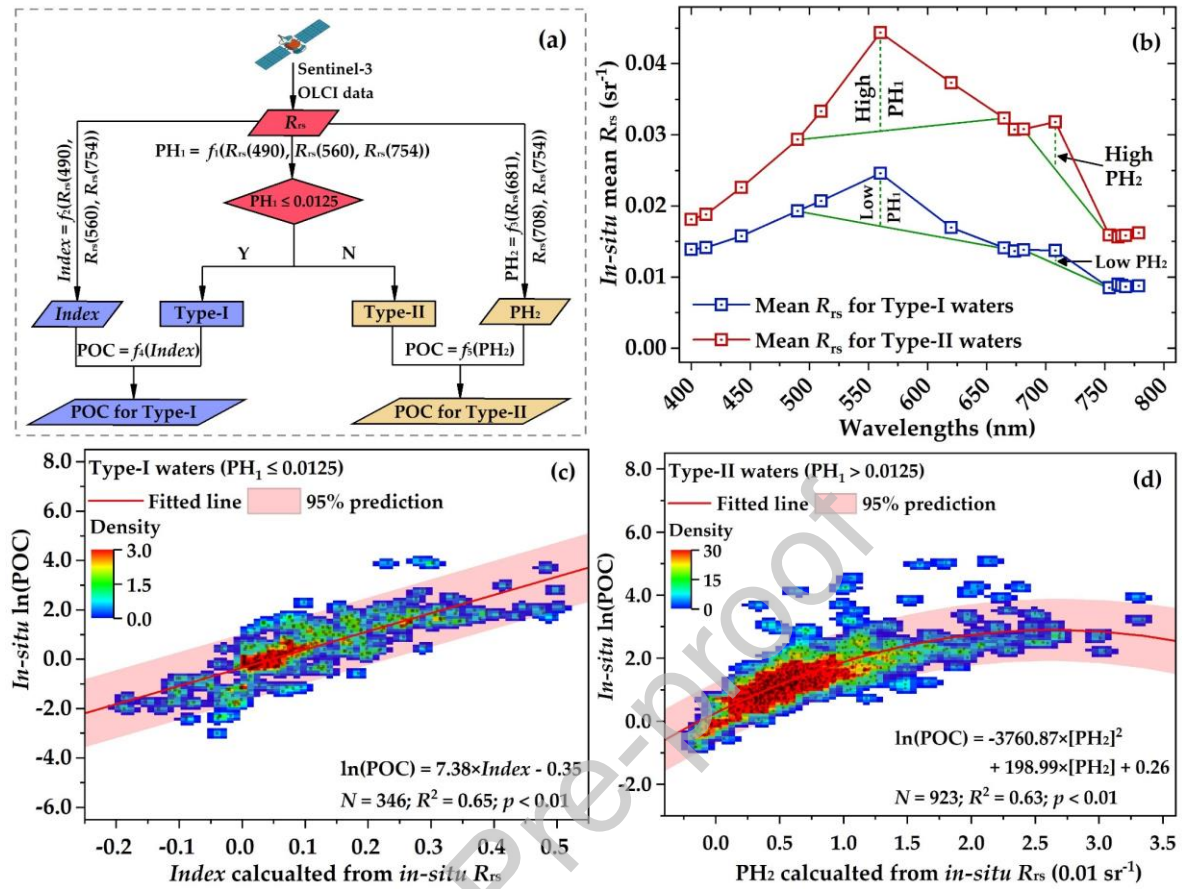 (a)
Sentinel-3
OLCI data
Rrs
PH₁ = f₁(Rrs(490), Rrs(560), Rrs(754))
Index = f₂(Rrs(490),
Rrs(560), Rrs(754))
PH₁ ≤ 0.0125
PH₂ = f₃(Rrs(681),
Rrs(708), Rrs(754))
Y
N
Index
Type-I
Type-II
PH₂
POC = f₄(Index)
POC = f₅(PH₂)
POC for Type-I
POC for Type-II
(b)
In-situ mean Rrs (sr⁻¹)
0.04
0.03
0.02
0.01
0.00
High
PH₁
High
PH₂
Low
PH₁
Low PH₂
Mean Rrs for Type-I waters
Mean Rrs for Type-II waters
400 450 500 550 600 650 700 750 800
Wavelengths (nm)
Type-I waters (PH₁ ≤ 0.0125)
(c)
Fitted line
95% prediction
Density
3.0
1.5
0.0
In-situ ln(POC)
8.0
6.0
4.0
2.0
0.0
-2.0
-4.0
-6.0
ln(POC) = 7.38×Index - 0.35
N = 346; R² = 0.65; p < 0.01
-0.2 -0.1 0.0 0.1 0.2 0.3 0.4 0.5
Index calcualted from in-situ Rrs
Type-II waters (PH₁ > 0.0125)
(d)
Fitted line
95% prediction
Density
30
15
0
In-situ ln(POC)
8.0
6.0
4.0
2.0
0.0
-2.0
ln(POC) = -3760.87×[PH₂]²
+ 198.99×[PH₂] + 0.26
N = 923; R² = 0.63; p < 0.01
0.0 0.5 1.0 1.5 2.0 2.5 3.0 3.5
PH₂ calcualted from in-situ Rrs (0.01 sr⁻¹)
Pre-proof